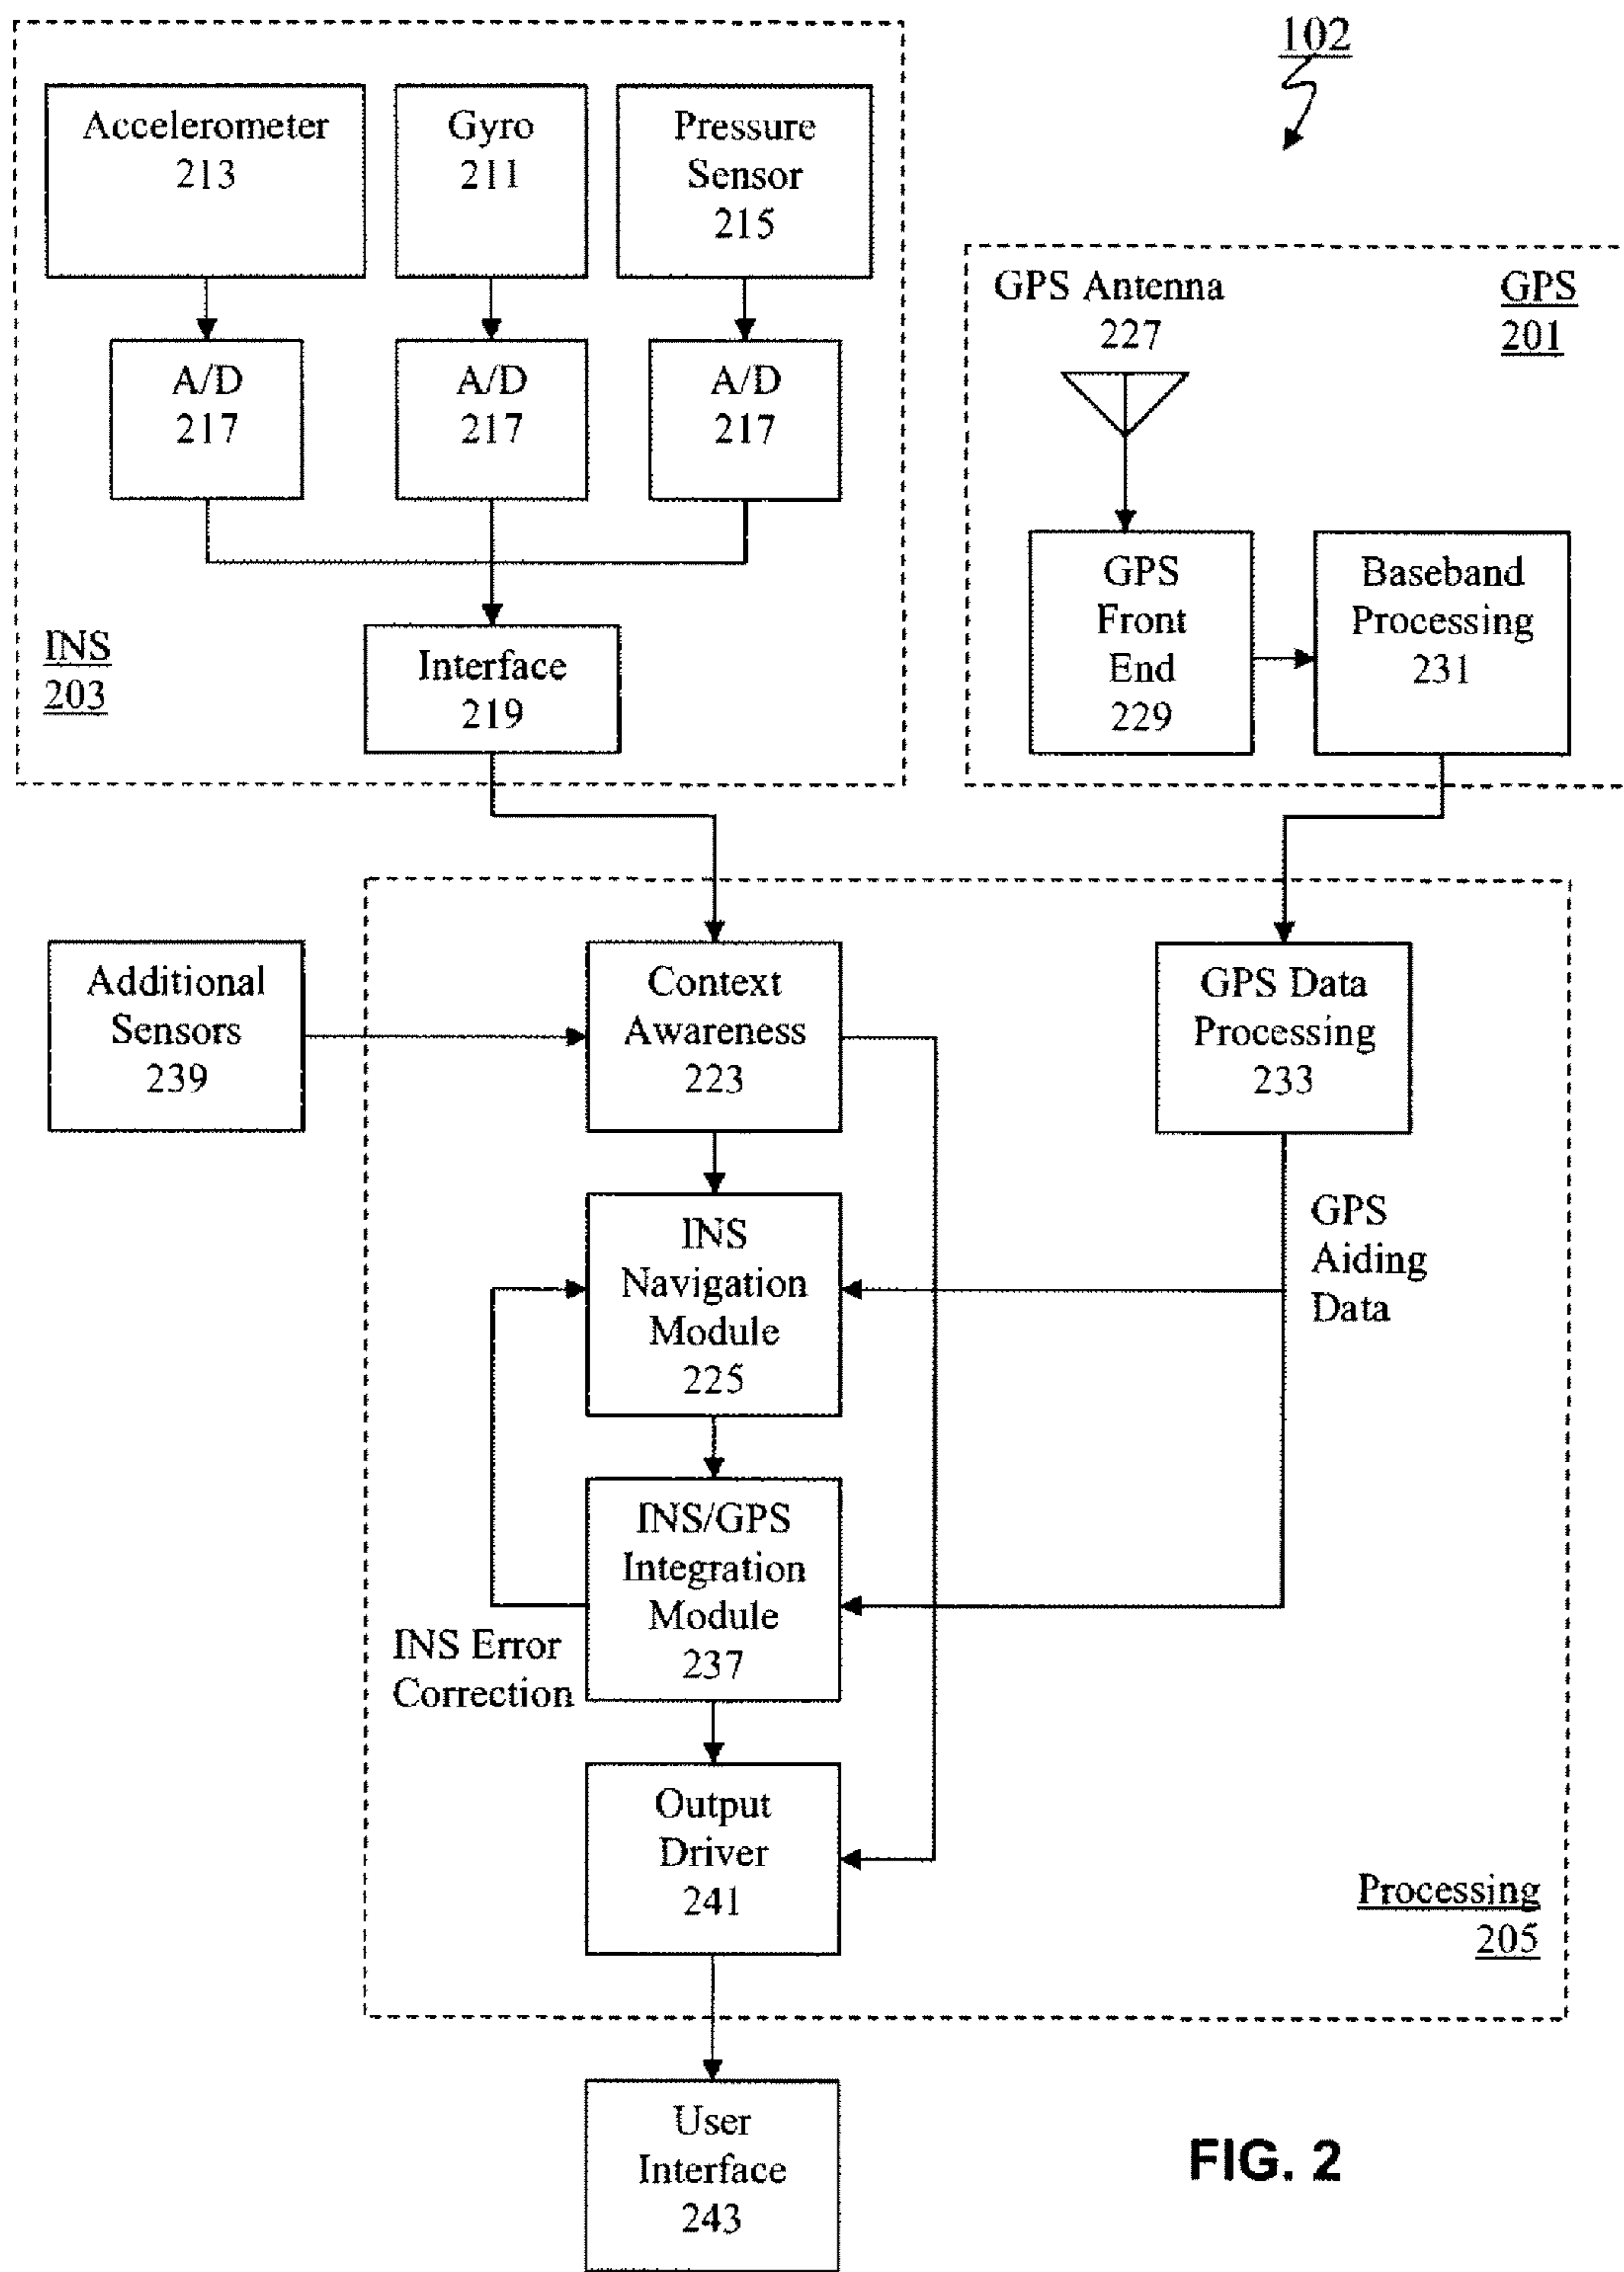 102
Accelerometer
213
Gyro
211
Pressure
Sensor
215
A/D
217
A/D
217
A/D
217
INS
203
Interface
219
GPS Antenna
227
GPS
201
GPS
Front
End
229
Baseband
Processing
231
Additional
Sensors
239
Context
Awareness
223
GPS Data
Processing
233
INS
Navigation
Module
225
GPS
Aiding
Data
INS/GPS
Integration
Module
237
INS Error
Correction
Output
Driver
241
Processing
205
User
Interface
243
FIG. 2